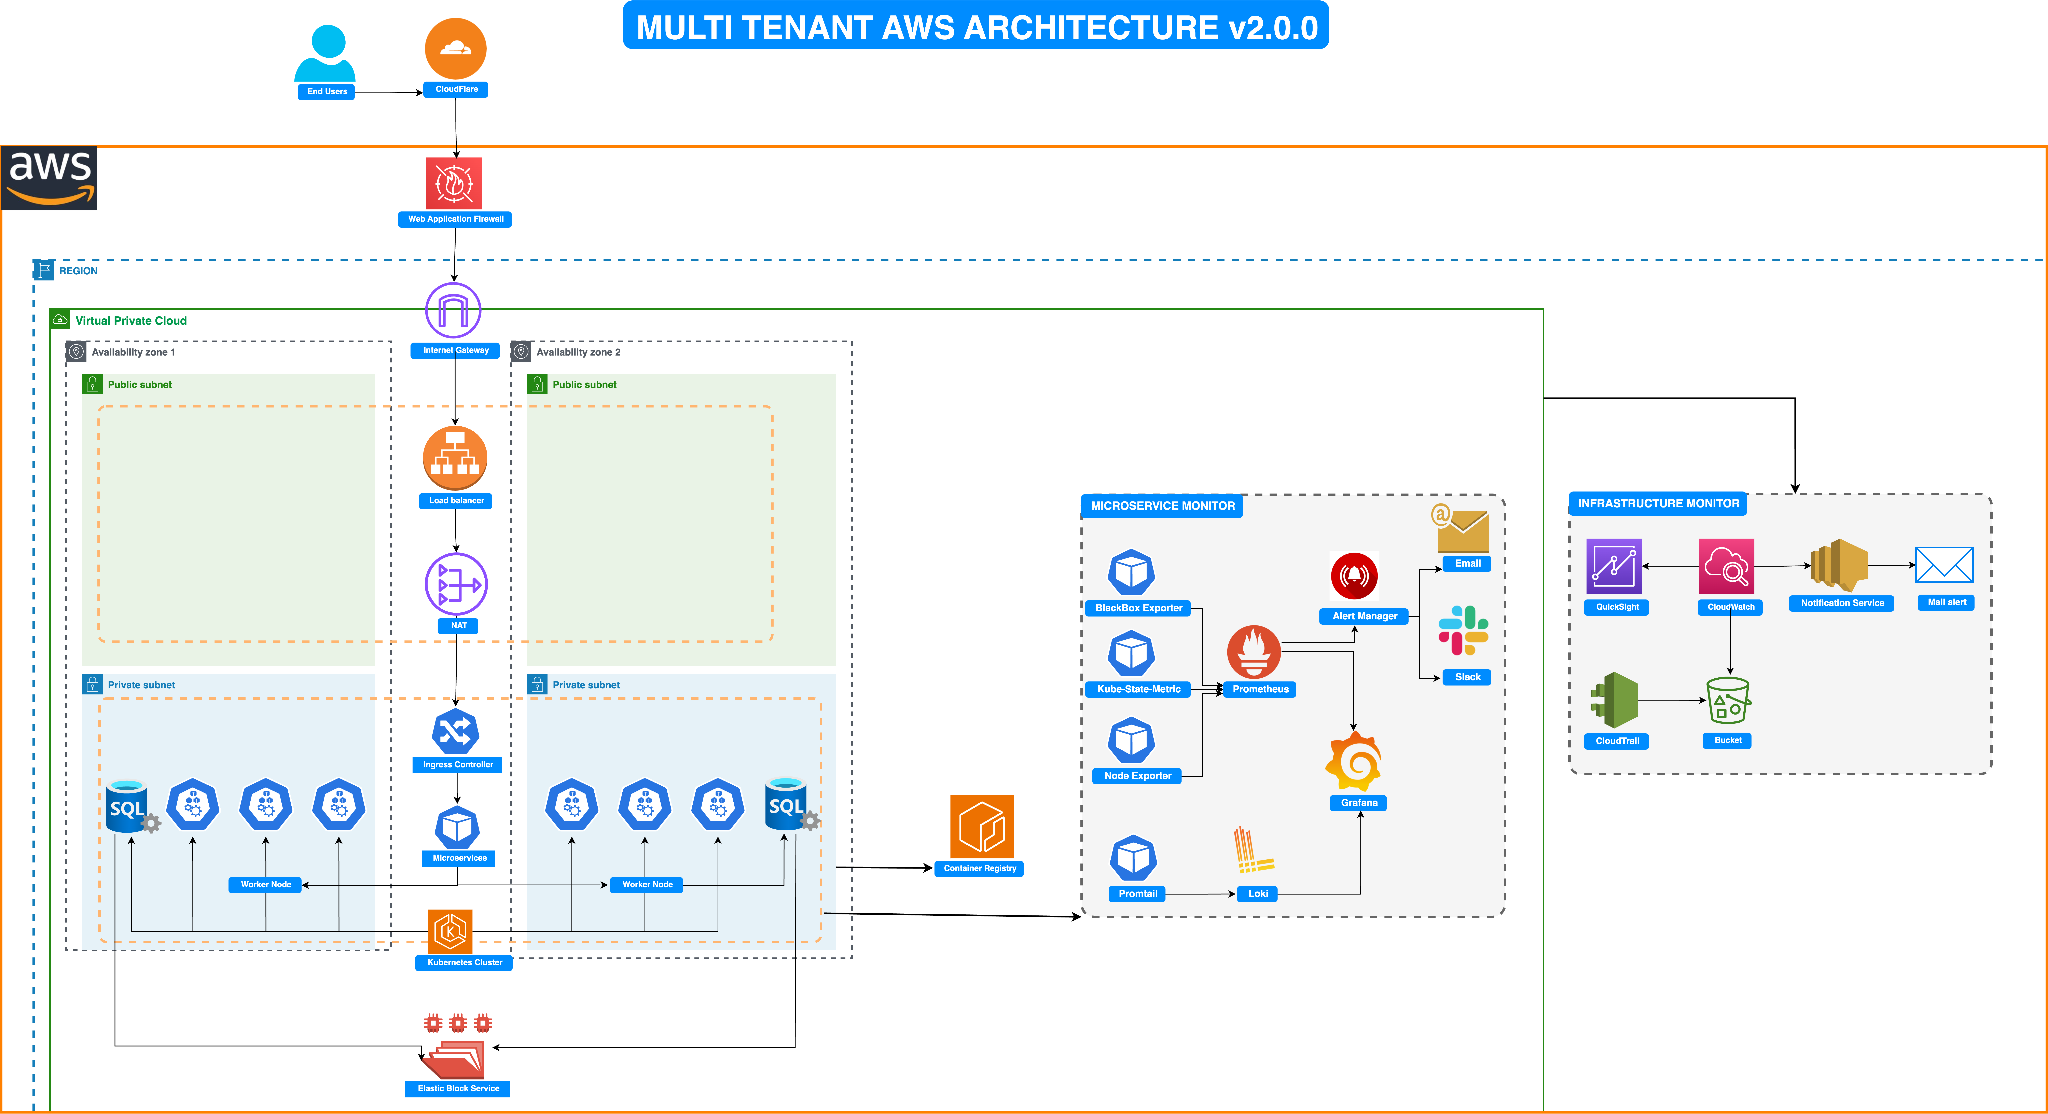 MULTI TENANT AWS ARCHITECTURE v2.0.0
End Users
CloudFlare
aws
Web Application Firewall
REGION
Virtual Private Cloud
Internet Gateway
Availability zone 1
Availability zone 2
Public subnet
Public subnet
Load balancer
NAT
Private subnet
Private subnet
Ingress Controller
SQL
SQL
Microservices
Worker Node
Worker Node
K
Kubernetes Cluster
Elastic Block Service
Container Registry
MICROSERVICE MONITOR
@
Email
BlackBox Exporter
Alert Manager
Kube-State-Metric
Prometheus
Slack
Node Exporter
Grafana
Promtail
Loki
INFRASTRUCTURE MONITOR
QuickSight
CloudWatch
Notification Service
Mail alert
CloudTrail
Bucket